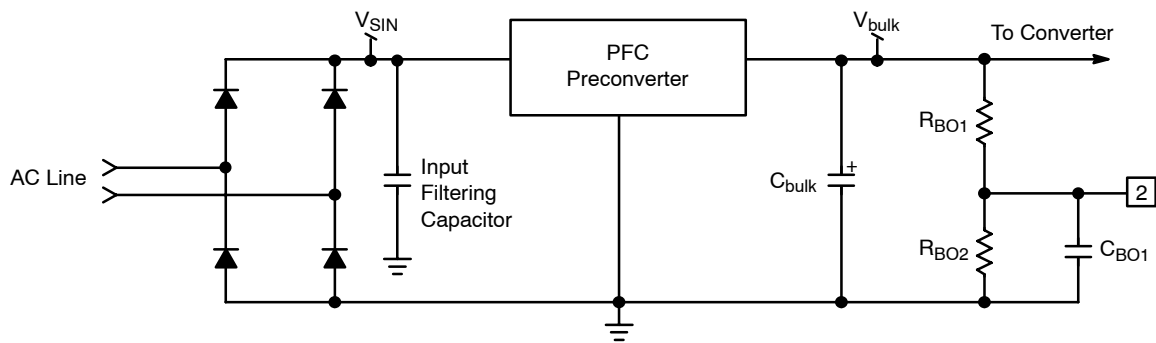 V_SIN
PFC
Preconverter
V_bulk
To Converter
R_BO1
AC Line
Input
Filtering
Capacitor
C_bulk
+
2
R_BO2
C_BO1